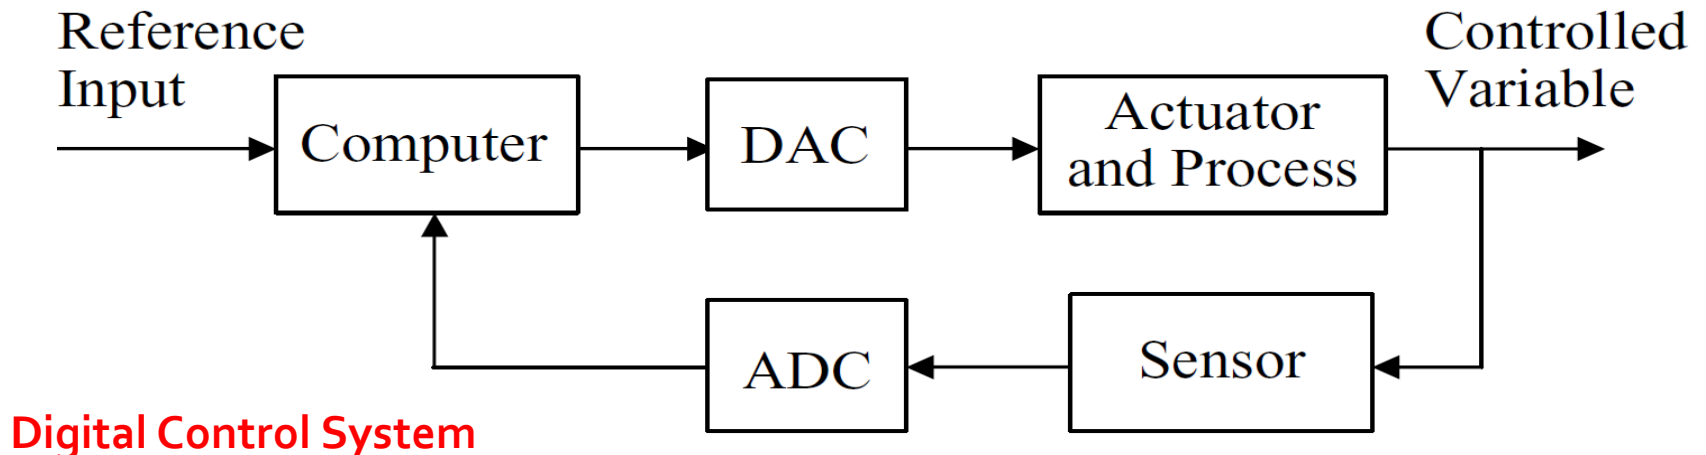 Reference
Input
Controlled
Variable
Computer
DAC
Actuator
and Process
ADC
Sensor
Digital Control System